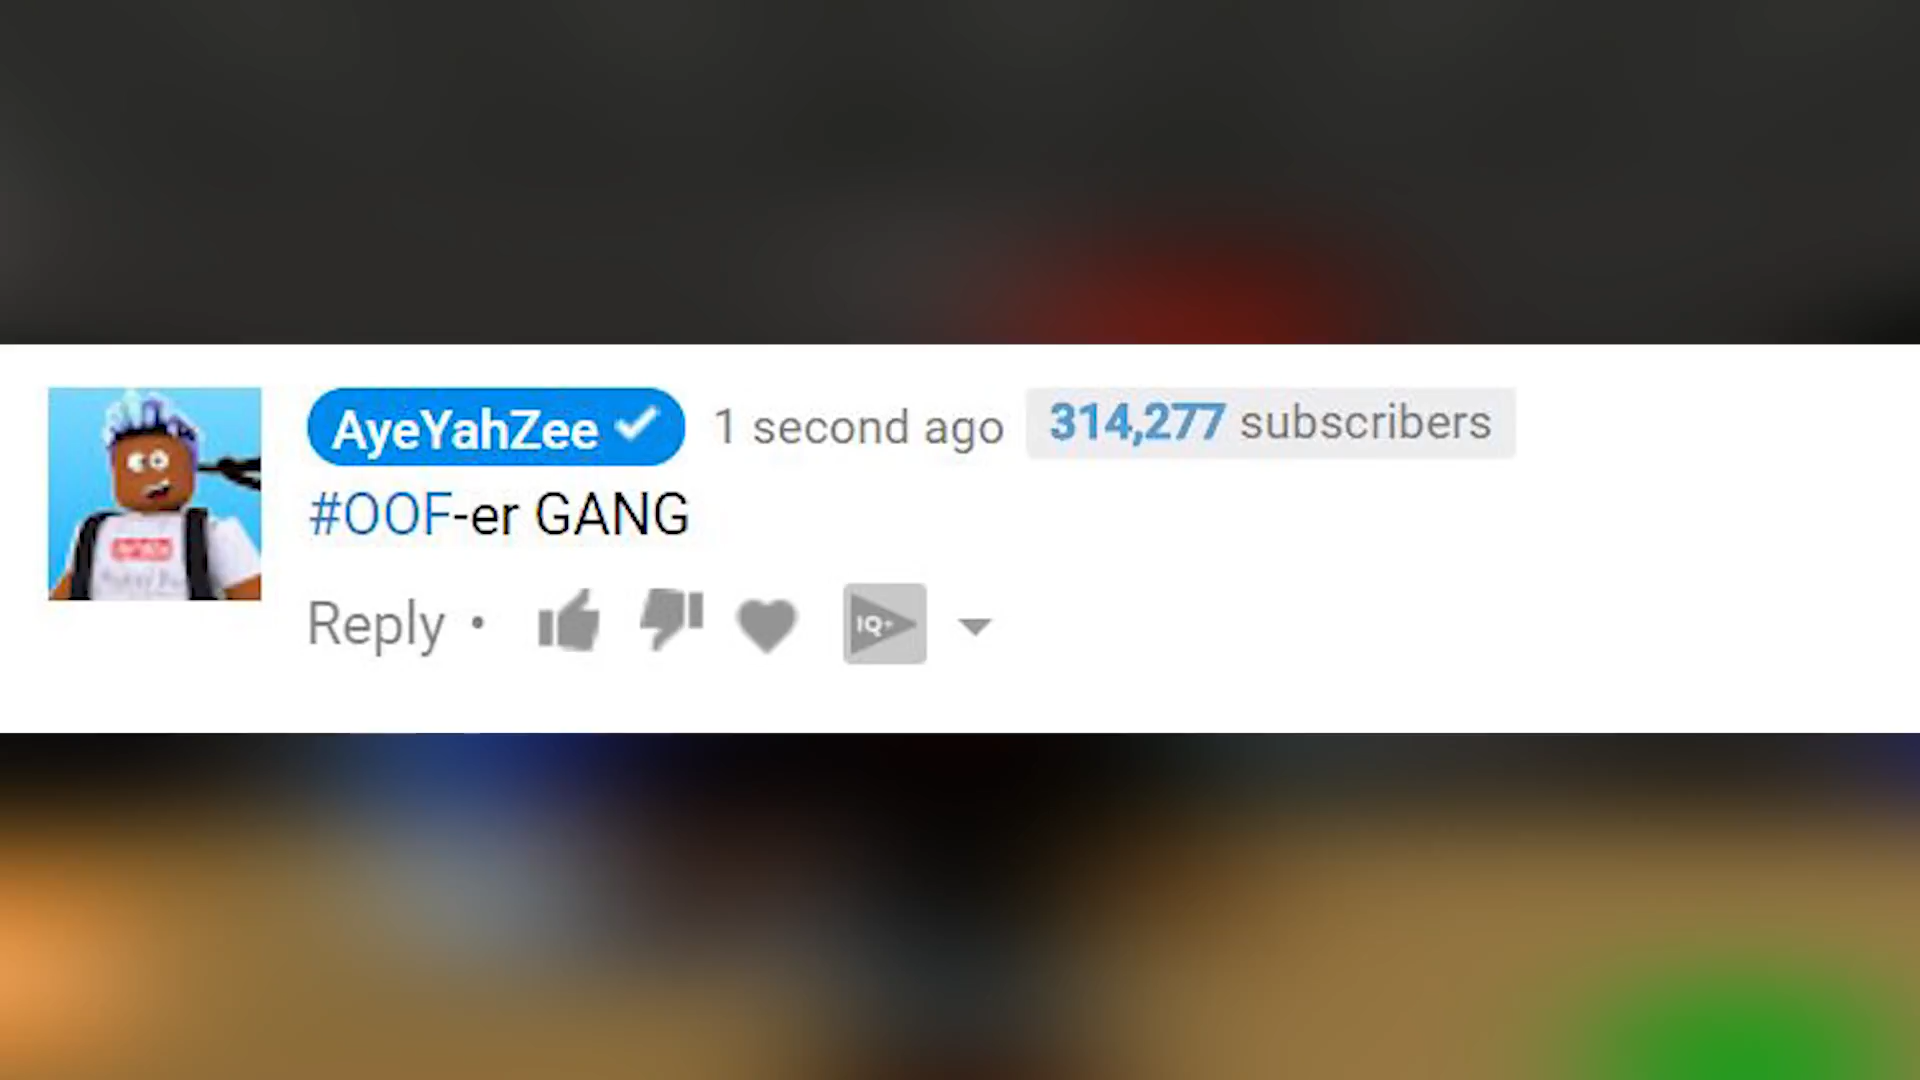 AyeYahZee 1 second ago 314,277 subscribers
#OOF-er GANG
Reply •
IQ+